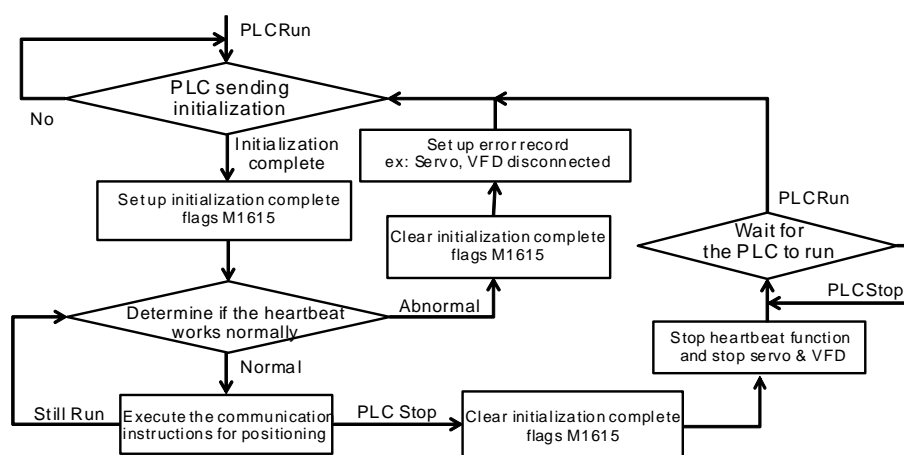 PLCRun
PLC sending
initialization
No
Initialization
complete
Set up initialization complete
flags M1615
Determine if the heartbeat
works normally
Abnormal
Normal
Still Run
Execute the communication
instructions for positioning
PLC Stop
Clear initialization complete
flags M1615
Set up error record
ex: Servo, VFD disconnected
Clear initialization complete
flags M1615
PLCRun
Wait for
the PLC to run
PLCStop
Stop heartbeat function
and stop servo & VFD